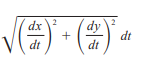 √((dx/dt)² + (dy/dt)²) dt